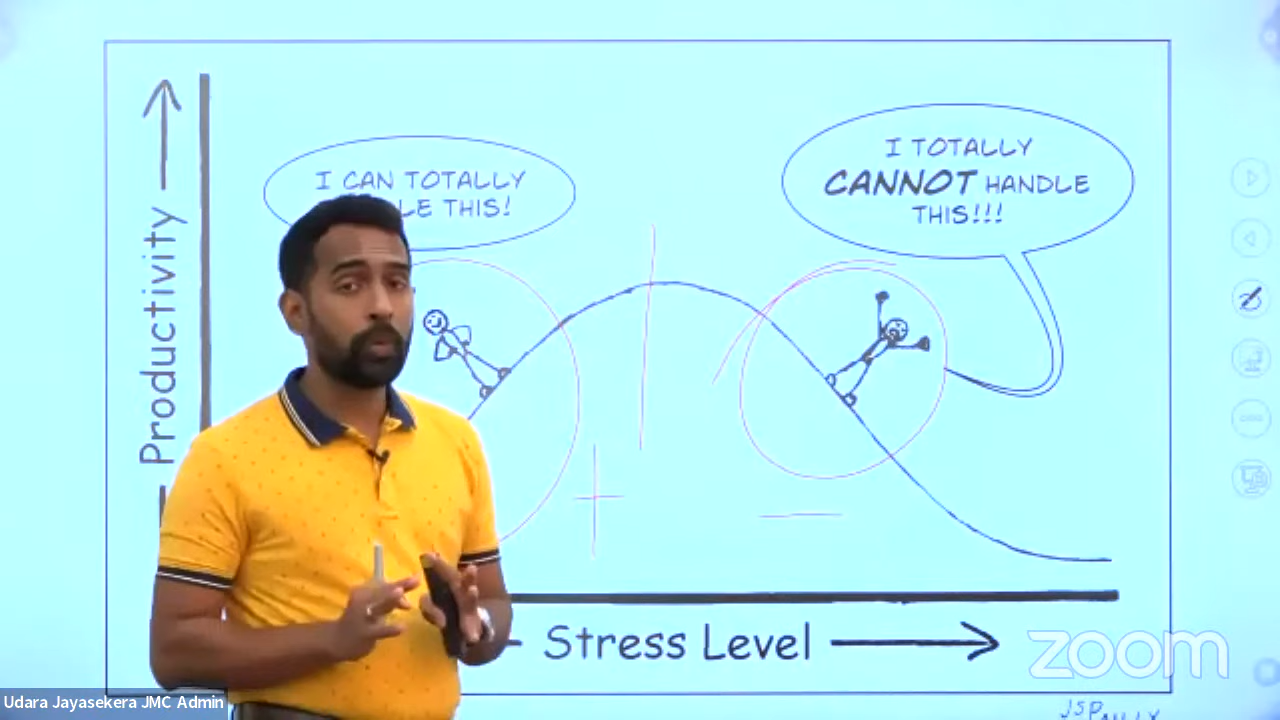 I CAN TOTALLY
LE THIS!
I TOTALLY
CANNOT HANDLE
THIS!!!
Productivity
Stress Level
zoom
Udara Jayasekera JMC Admin